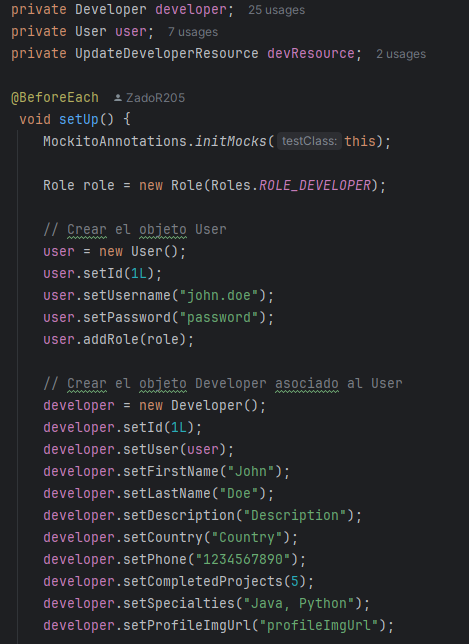 private Developer developer; 25 usages
private User user; 7 usages
private UpdateDeveloperResource devResource; 2 usages
@BeforeEach ZadoR205
void setUp() {
MockitoAnnotations.initMocks( testClass: this);
Role role = new Role(Roles.ROLE_DEVELOPER);
// Crear el objeto User
user = new User();
user.setId(1L);
user.setUsername("john.doe");
user.setPassword("password");
user.addRole(role);
// Crear el objeto Developer asociado al User
developer = new Developer();
developer.setId(1L);
developer.setUser(user);
developer.setFirstName("John");
developer.setLastName("Doe");
developer.setDescription("Description");
developer.setCountry("Country");
developer.setPhone("1234567890");
developer.setCompletedProjects(5);
developer.setSpecialties("Java, Python");
developer.setProfileImgUrl("profileImgUrl");